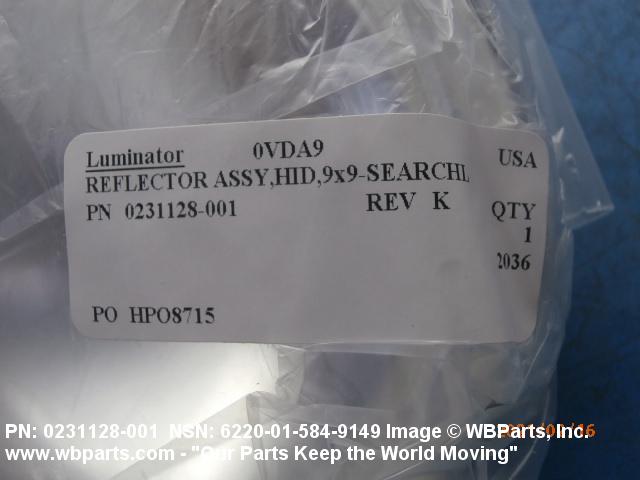 Luminator 0VDA9 USA
REFLECTOR ASSY,HID,9x9-SEARCHL
PN 0231128-001 REV K QTY
1
2036
PO HPO8715
PN: 0231128-001 NSN: 6220-01-584-9149 Image © WBParts, Inc.
www.wbparts.com - "Our Parts Keep the World Moving"